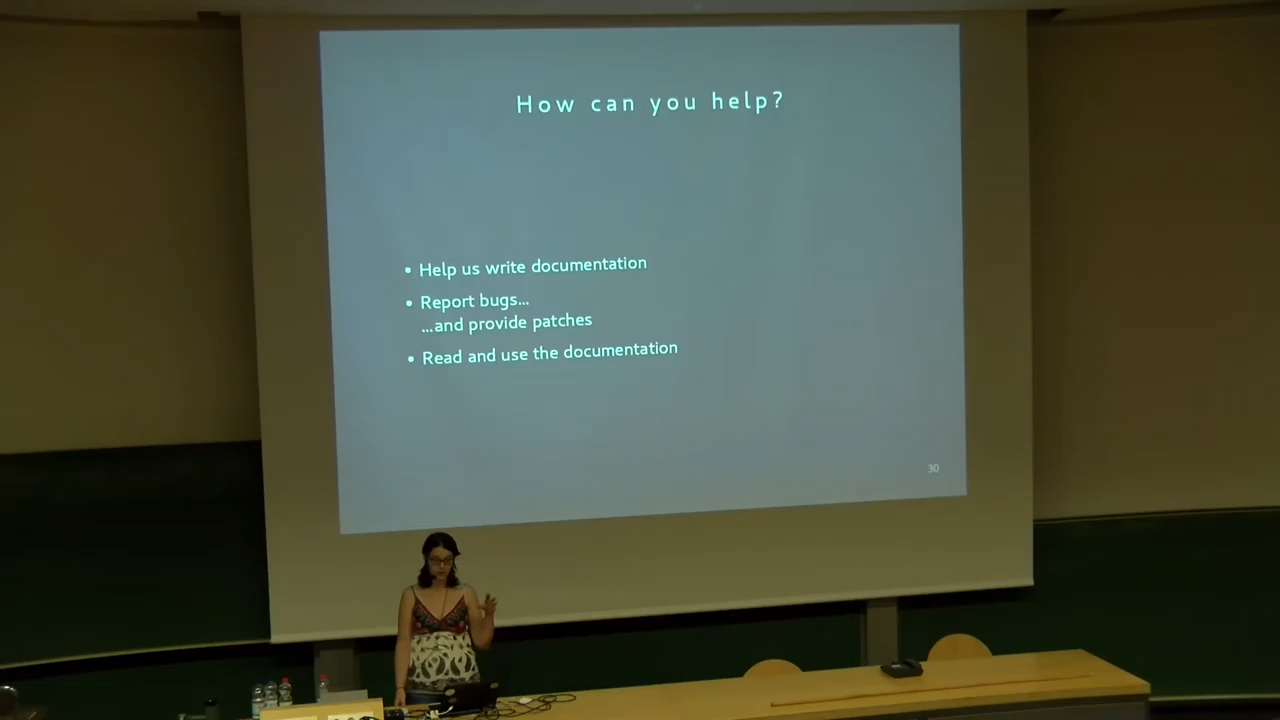 How can you help?
• Help us write documentation
• Report bugs...
...and provide patches
• Read and use the documentation
30